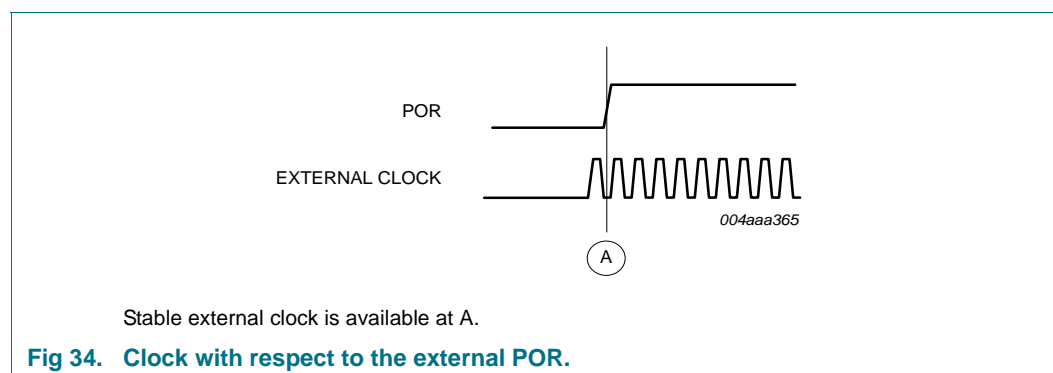 POR
EXTERNAL CLOCK
004aaa365
A
Stable external clock is available at A.
Fig 34. Clock with respect to the external POR.